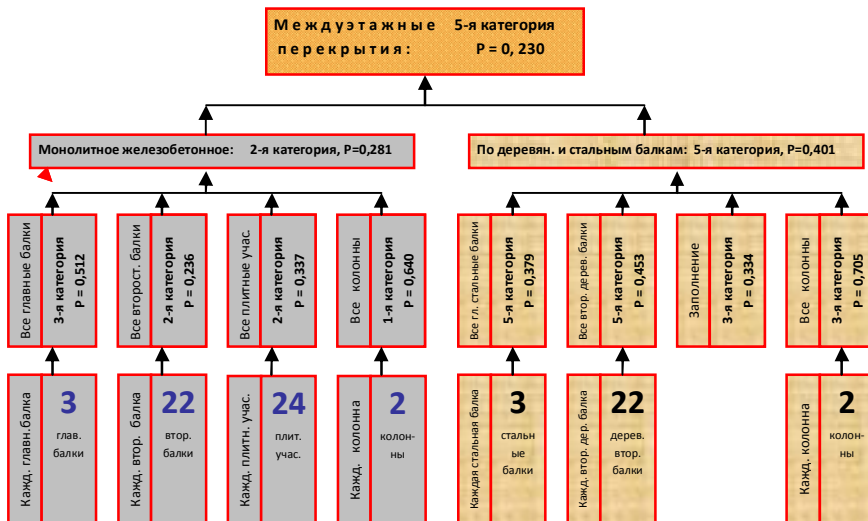 Междуэтажные 5-я категория
перекрытия: Р = 0, 230
Монолитное железобетонное: 2-я категория, Р=0,281
По деревян. и стальным балкам: 5-я категория, Р=0,401
Все главные балки
3-я категория
Р = 0,512
Все второст. балки
2-я категория
Р = 0,236
Все плитные учас.
2-я категория
Р = 0,337
Все колонны
1-я категория
Р = 0,640
Все гл. стальные балки
5-я категория
Р = 0,379
Все втор. дерев. балки
5-я категория
Р = 0,453
Заполнение
3-я категория
Р = 0,334
Все колонны
3-я категория
Р = 0,705
Кажд. главн.балка
3
глав.
балки
Кажд. втор. балка
22
втор.
балки
Кажд. плитн. учас.
24
плит.
учас.
Кажд. колонна
2
колон-
ны
Каждая стальная балка
3
стальн
ые
балки
Кажд. втор. дер. балка
22
дерев.
втор.
балки
Кажд. колонна
2
колон-
ны